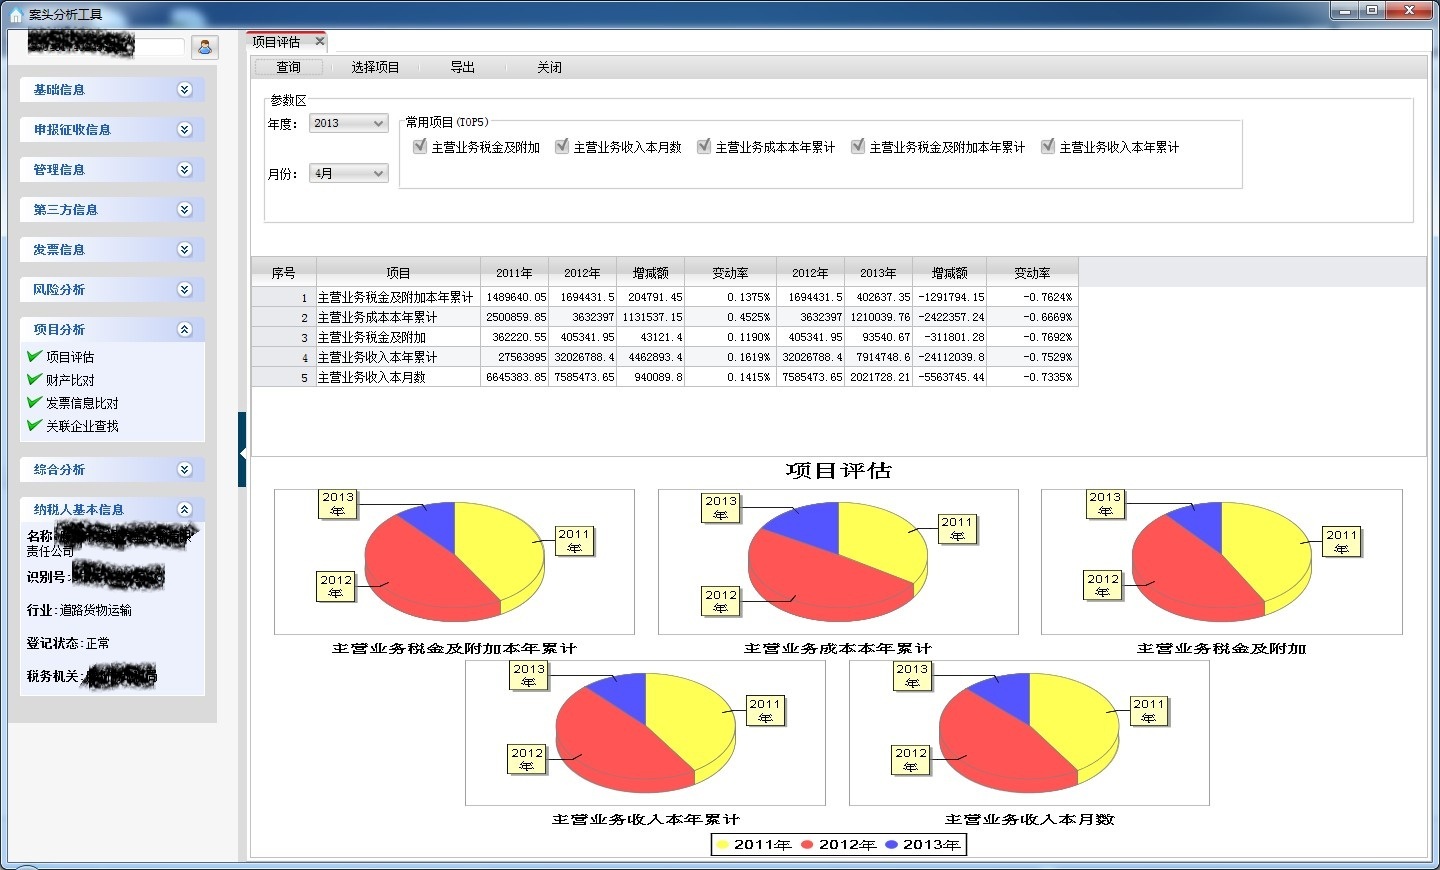 案头分析工具
基础信息
申报征收信息
管理信息
第三方信息
发票信息
风险分析
项目分析
项目评估
财产比对
发票信息比对
关联企业查找
综合分析
纳税人基本信息
名称
责任公司
识别号:
行业:道路货物运输
登记状态:正常
税务机关:
项目评估
查询 选择项目 导出 关闭
参数区
年度: 2013
常用项目(TOP5)
主营业务税金及附加 主营业务收入本月数 主营业务成本本年累计 主营业务税金及附加本年累计 主营业务收入本年累计
月份: 4月
序号 项目 2011年 2012年 增减额 变动率 2012年 2013年 增减额 变动率
1 主营业务税金及附加本年累计 1489640.05 1694431.5 204791.45 0.1375% 1694431.5 402637.35 -1291794.15 -0.7624%
2 主营业务成本本年累计 2500859.85 3632397 1131537.15 0.4525% 3632397 1210039.76 -2422357.24 -0.6669%
3 主营业务税金及附加 362220.55 405341.95 43121.4 0.1190% 405341.95 93540.67 -311801.28 -0.7692%
4 主营业务收入本年累计 27563895 32026788.4 4462893.4 0.1619% 32026788.4 7914748.6 -24112039.8 -0.7529%
5 主营业务收入本月数 6645383.85 7585473.65 940089.8 0.1415% 7585473.65 2021728.21 -5563745.44 -0.7335%
项目评估
2013年
2011年
2012年
主营业务税金及附加本年累计
2013年
2011年
2012年
主营业务成本本年累计
2013年
2011年
2012年
主营业务税金及附加
2013年
2011年
2012年
主营业务收入本年累计
2013年
2011年
2012年
主营业务收入本月数
2011年 2012年 2013年